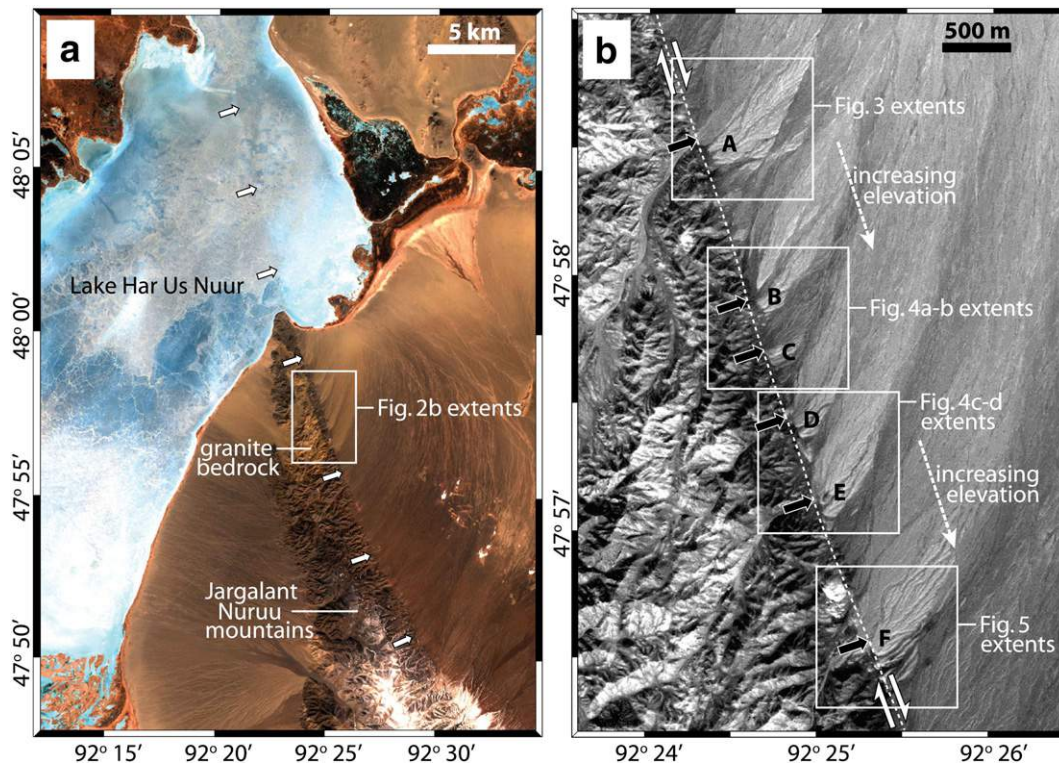 a
5 km
48° 05′
48° 00′
47° 55′
47° 50′
Lake Har Us Nuur
Fig. 2b extents
granite
bedrock
Jargalant
Nuruu
mountains
92° 15′ 92° 20′ 92° 25′ 92° 30′
b
500 m
47° 58′
47° 57′
Fig. 3 extents
A
increasing
elevation
B
Fig. 4a-b extents
C
D
Fig. 4c-d
extents
increasing
elevation
E
F
Fig. 5
extents
92° 24′ 92° 25′ 92° 26′